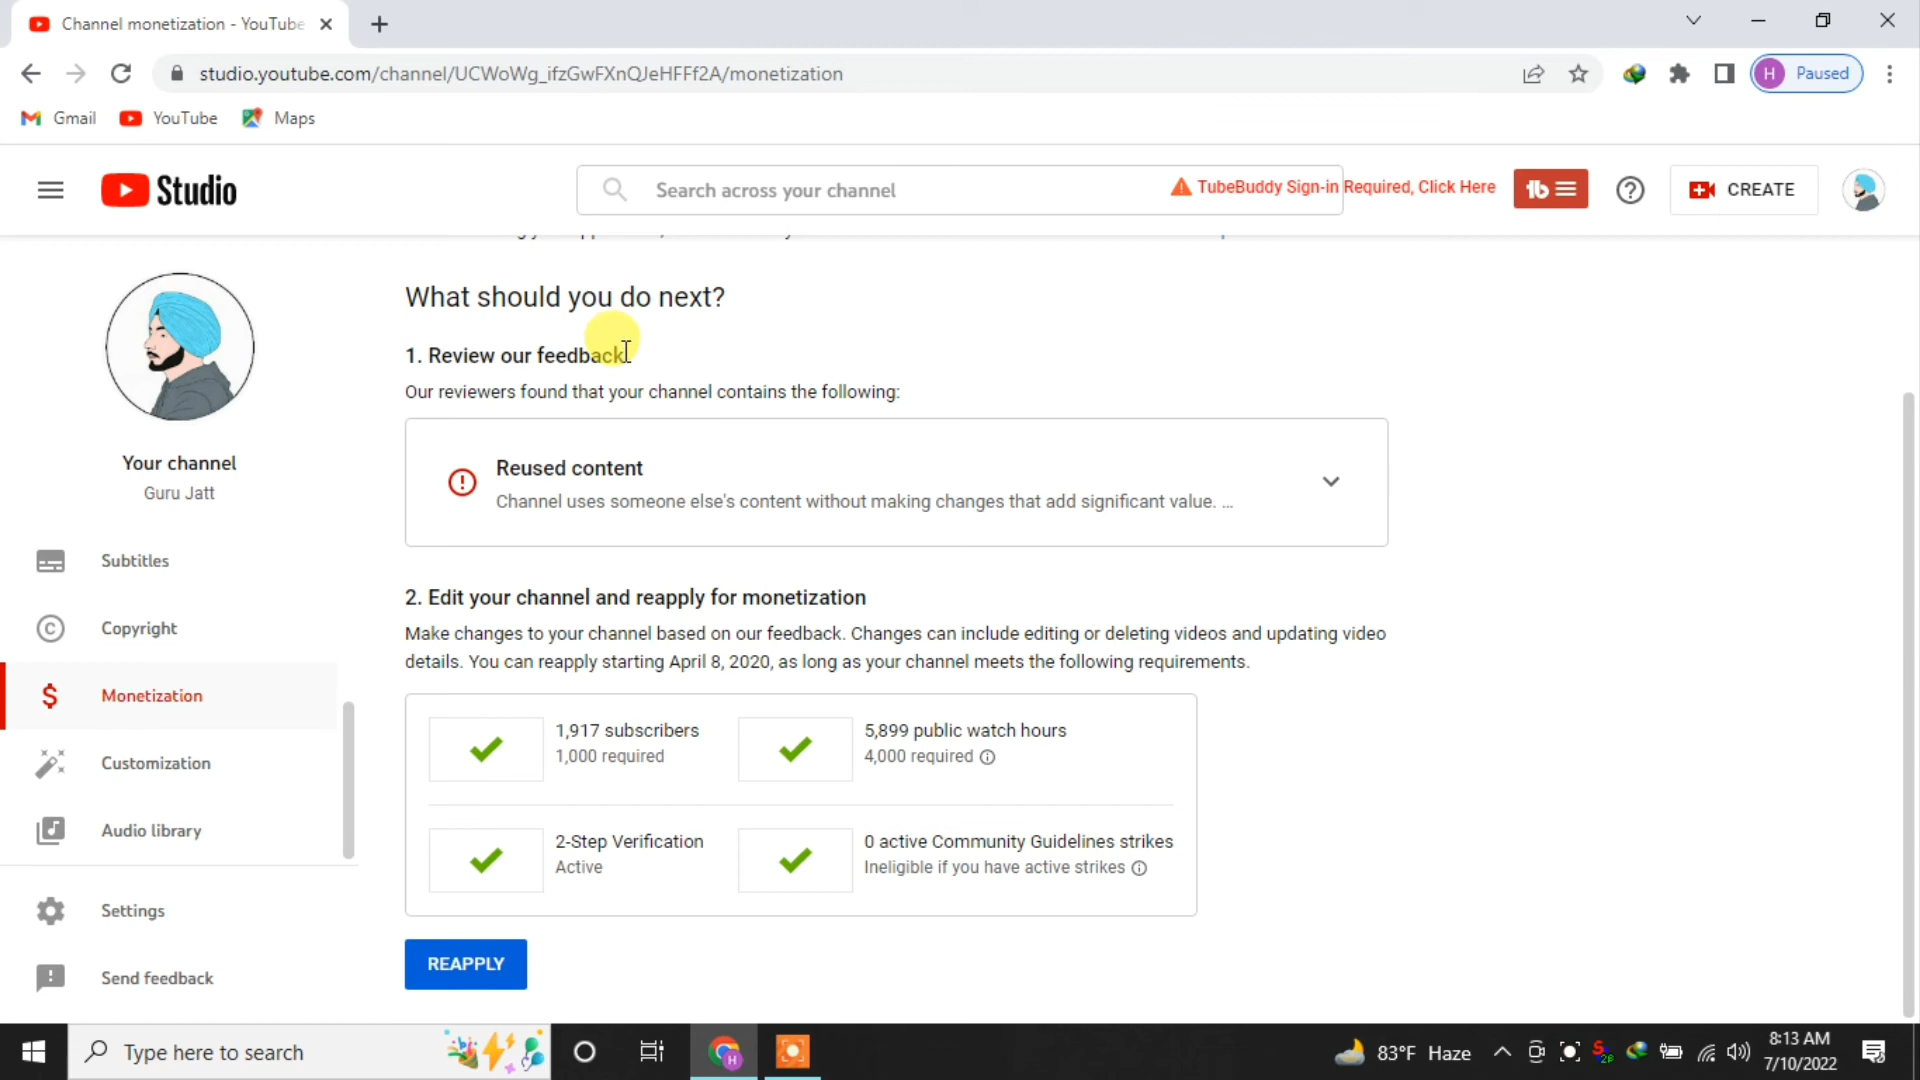 Channel monetization - YouTube
studio.youtube.com/channel/UCWoWg_ifzGwFXnQJeHFFf2A/monetization
H Paused
Gmail YouTube Maps
Studio
Search across your channel
TubeBuddy Sign-in Required, Click Here
CREATE
What should you do next?
1. Review our feedback
Our reviewers found that your channel contains the following:
Reused content
Channel uses someone else's content without making changes that add significant value. ...
2. Edit your channel and reapply for monetization
Make changes to your channel based on our feedback. Changes can include editing or deleting videos and updating video
details. You can reapply starting April 8, 2020, as long as your channel meets the following requirements.
1,917 subscribers
1,000 required
5,899 public watch hours
4,000 required
2-Step Verification
Active
0 active Community Guidelines strikes
Ineligible if you have active strikes
REAPPLY
Your channel
Guru Jatt
Subtitles
Copyright
Monetization
Customization
Audio library
Settings
Send feedback
Type here to search
83°F Haze
8:13 AM
7/10/2022